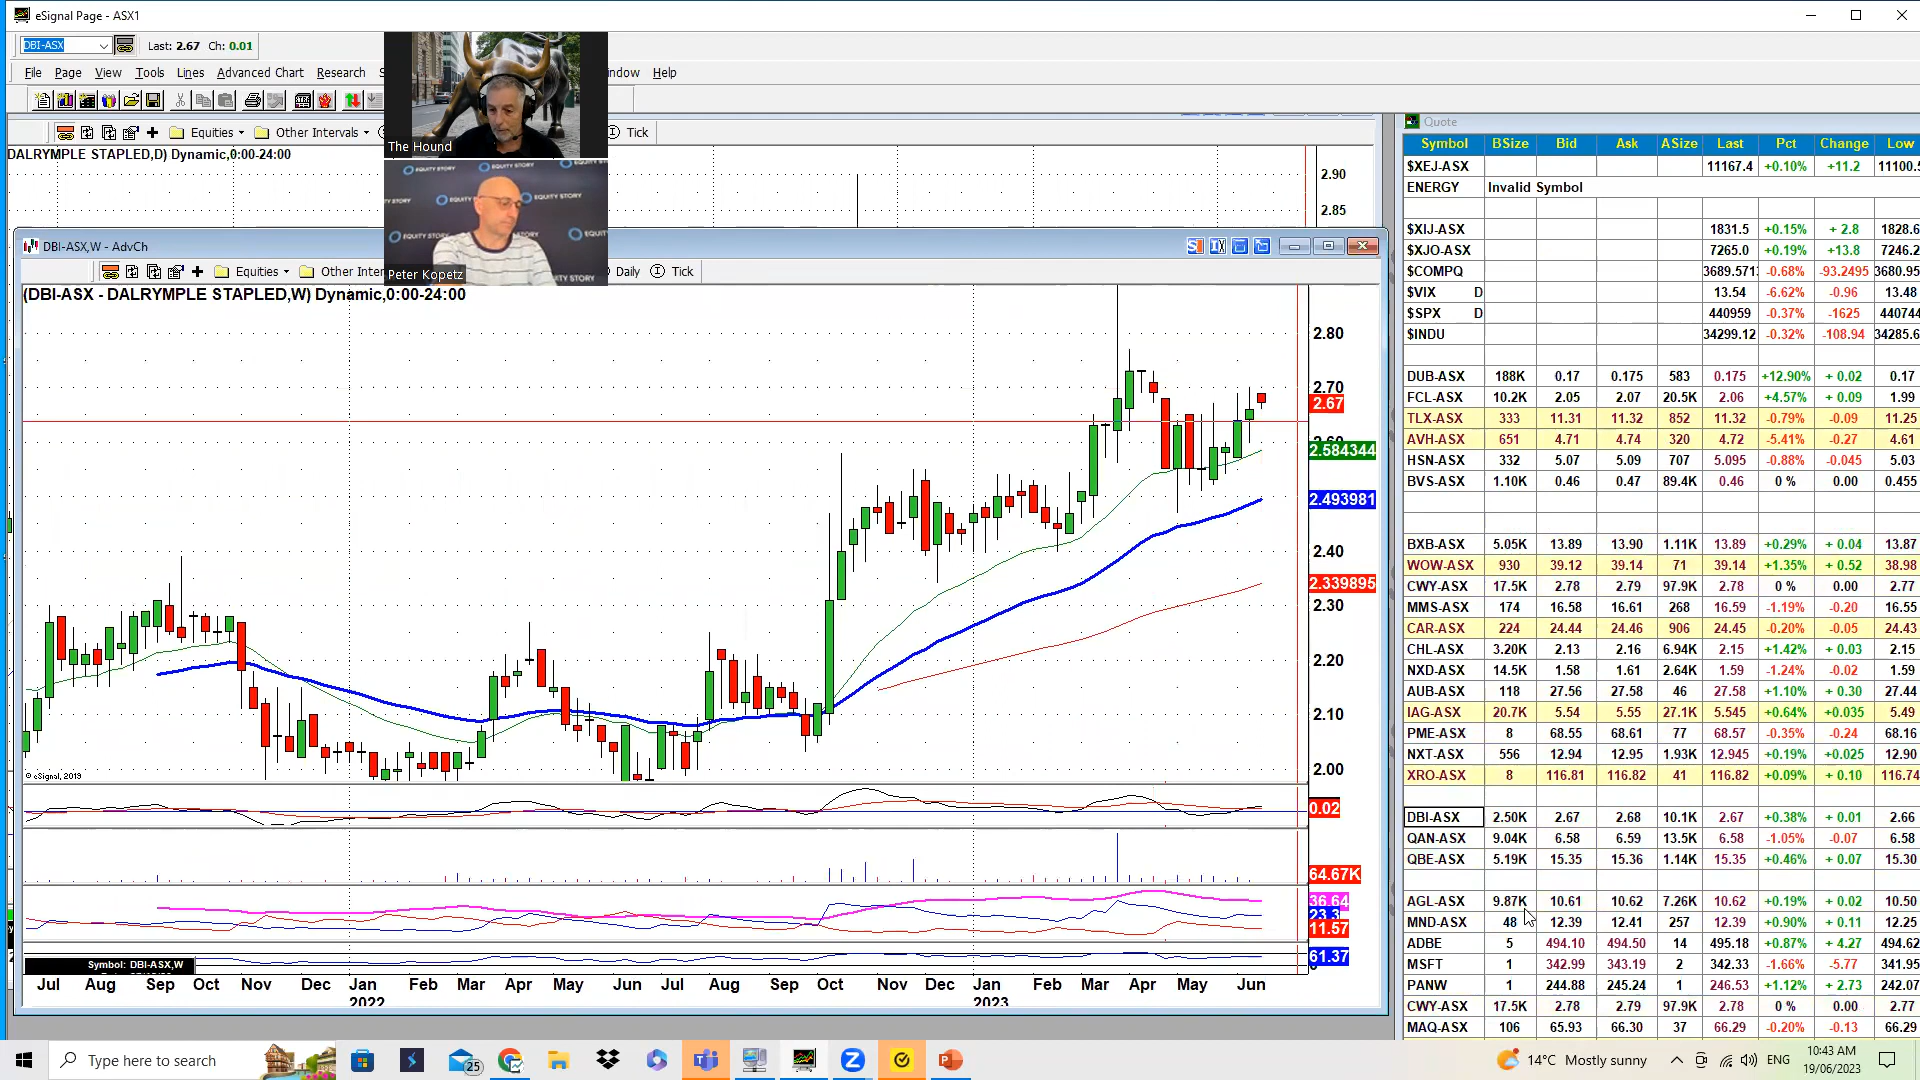 eSignal Page - ASX1
DBI-ASX Last: 2.67 Ch: 0.01
File Page View Tools Lines Advanced Chart Research Help
The Hound
EQUITY STORY
Peter Kopetz
Equities Other Intervals Tick
DALRYMPLE STAPLED,D) Dynamic,0:00-24:00
2.90
2.85
DBI-ASX,W - AdvCh
Equities Daily Tick
(DBI-ASX - DALRYMPLE STAPLED,W) Dynamic,0:00-24:00
2.80
2.70
2.67
2.60
2.584344
2.493981
2.40
2.339895
2.30
2.20
2.10
2.00
© eSignal, 2019
0.02
64.67K
36.64
23.3
11.57
61.37
Symbol: DBI-ASX,W
Jul Aug Sep Oct Nov Dec Jan Feb Mar Apr May Jun Jul Aug Sep Oct Nov Dec Jan Feb Mar Apr May Jun
2022 2023
Quote
Symbol BSize Bid Ask ASize Last Pct Change Low
$XEJ-ASX 11167.4 +0.10% +11.2 11100.5
ENERGY Invalid Symbol
$XIJ-ASX 1831.5 +0.15% + 2.8 1828.6
$XJO-ASX 7265.0 +0.19% +13.8 7246.2
$COMPQ 3689.571 -0.68% -93.2495 3680.95
$VIX D 13.54 -6.62% -0.96 13.48
$SPX D 440959 -0.37% -1625 440744
$INDU 34299.12 -0.32% -108.94 34285.6
DUB-ASX 188K 0.17 0.175 583 0.175 +12.90% + 0.02 0.17
FCL-ASX 10.2K 2.05 2.07 20.5K 2.06 +4.57% + 0.09 1.99
TLX-ASX 333 11.31 11.32 852 11.32 -0.79% -0.09 11.25
AVH-ASX 651 4.71 4.74 320 4.72 -5.41% -0.27 4.61
HSN-ASX 332 5.07 5.09 707 5.095 -0.88% -0.045 5.03
BVS-ASX 1.10K 0.46 0.47 89.4K 0.46 0 % 0.00 0.455
BXB-ASX 5.05K 13.89 13.90 1.11K 13.89 +0.29% + 0.04 13.87
WOW-ASX 930 39.12 39.14 71 39.14 +1.35% + 0.52 38.98
CWY-ASX 17.5K 2.78 2.79 97.9K 2.78 0 % 0.00 2.77
MMS-ASX 174 16.58 16.61 268 16.59 -1.19% -0.20 16.55
CAR-ASX 224 24.44 24.46 906 24.45 -0.20% -0.05 24.43
CHL-ASX 3.20K 2.13 2.16 6.94K 2.15 +1.42% + 0.03 2.15
NXD-ASX 14.5K 1.58 1.61 2.64K 1.59 -1.24% -0.02 1.59
AUB-ASX 118 27.56 27.58 46 27.58 +1.10% + 0.30 27.44
IAG-ASX 20.7K 5.54 5.55 27.1K 5.545 +0.64% +0.035 5.49
PME-ASX 8 68.55 68.61 77 68.57 -0.35% -0.24 68.16
NXT-ASX 556 12.94 12.95 1.93K 12.945 +0.19% +0.025 12.90
XRO-ASX 8 116.81 116.82 41 116.82 +0.09% + 0.10 116.74
DBI-ASX 2.50K 2.67 2.68 10.1K 2.67 +0.38% + 0.01 2.66
QAN-ASX 9.04K 6.58 6.59 13.5K 6.58 -1.05% -0.07 6.58
QBE-ASX 5.19K 15.35 15.36 1.14K 15.35 +0.46% + 0.07 15.30
AGL-ASX 9.87K 10.61 10.62 7.26K 10.62 +0.19% + 0.02 10.50
MND-ASX 48 12.39 12.41 257 12.39 +0.90% + 0.11 12.25
ADBE 5 494.10 494.50 14 495.18 +0.87% + 4.27 494.62
MSFT 1 342.99 343.19 2 342.33 -1.66% -5.77 341.95
PANW 1 244.88 245.24 1 246.53 +1.12% + 2.73 242.07
CWY-ASX 17.5K 2.78 2.79 97.9K 2.78 0 % 0.00 2.77
MAQ-ASX 106 65.93 66.30 37 66.29 -0.20% -0.13 66.29
Type here to search
25
14°C Mostly sunny ENG 10:43 AM
19/06/2023